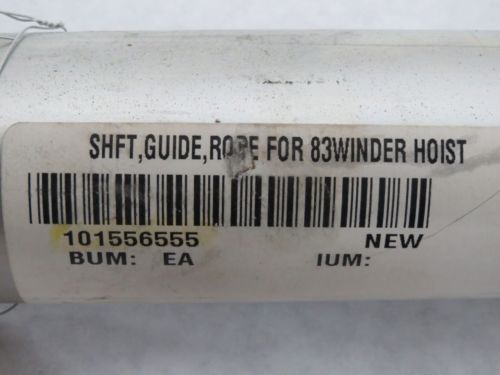 SHFT,GUIDE,ROPE FOR 83WINDER HOIST
101556555 NEW
BUM: EA IUM: